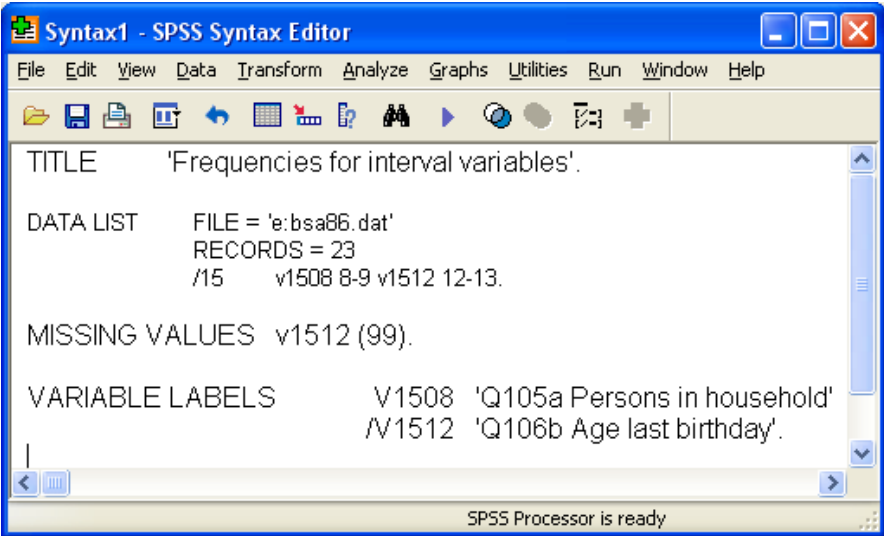 Syntax1 - SPSS Syntax Editor
File Edit View Data Transform Analyze Graphs Utilities Run Window Help
TITLE 'Frequencies for interval variables'.
DATA LIST FILE = 'e:bsa86.dat'
RECORDS = 23
/15 v1508 8-9 v1512 12-13.
MISSING VALUES v1512 (99).
VARIABLE LABELS V1508 'Q105a Persons in household'
/V1512 'Q106b Age last birthday'.
SPSS Processor is ready